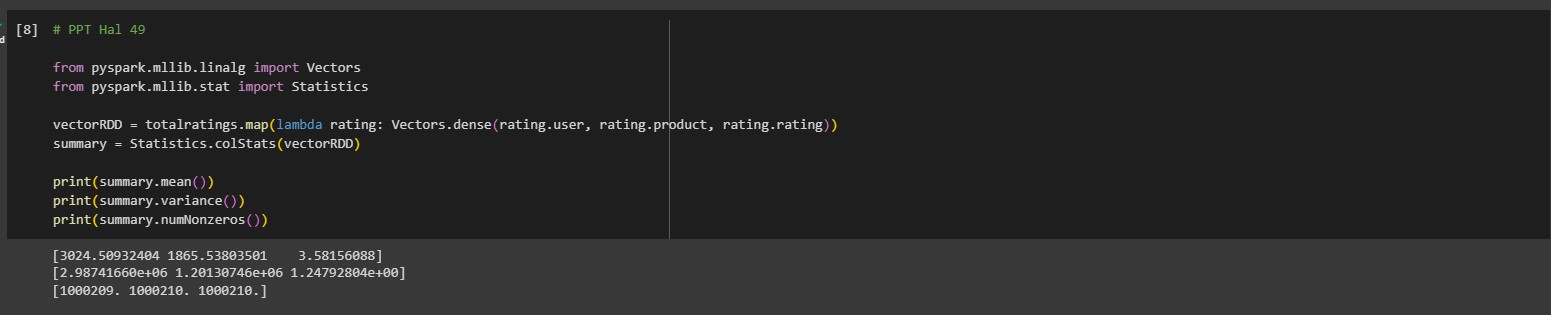 [8] # PPT Hal 49
from pyspark.mllib.linalg import Vectors
from pyspark.mllib.stat import Statistics
vectorRDD = totalratings.map(lambda rating: Vectors.dense(rating.user, rating.product, rating.rating))
summary = Statistics.colStats(vectorRDD)
print(summary.mean())
print(summary.variance())
print(summary.numNonzeros())
[3024.50932404 1865.53803501    3.58156088]
[2.98741660e+06 1.20130746e+06 1.24792804e+00]
[1000209. 1000210. 1000210.]